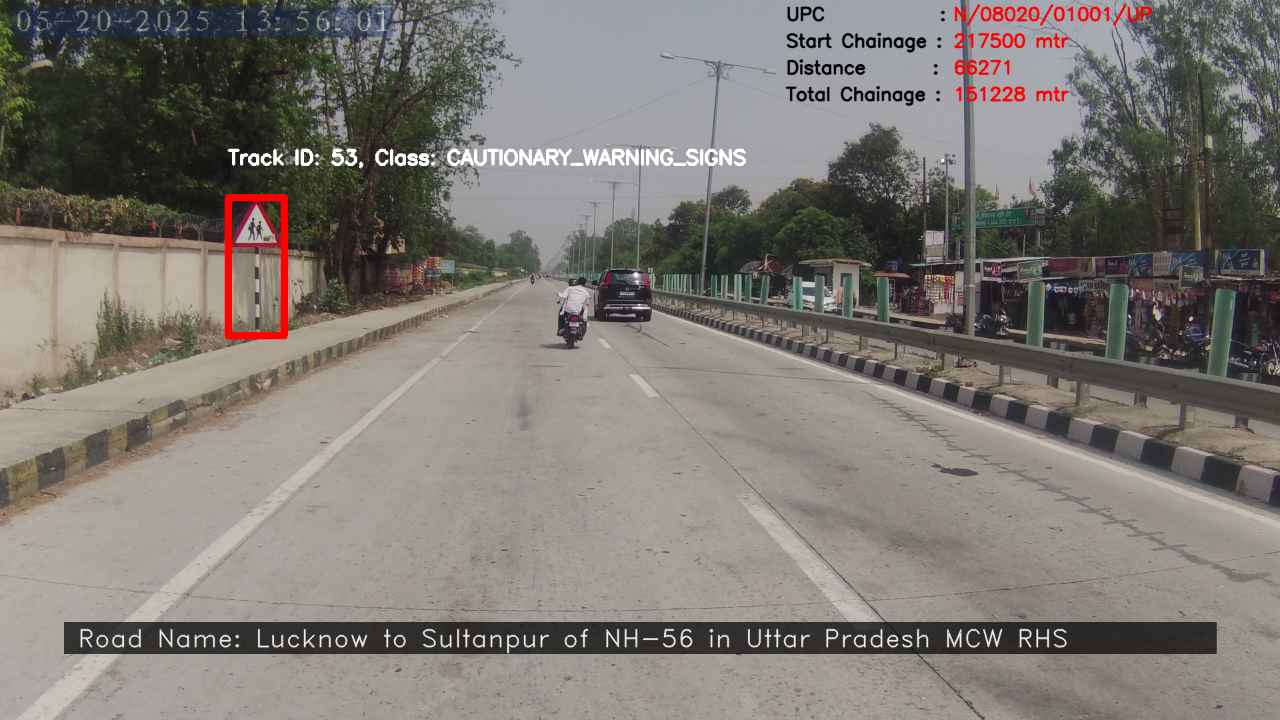 05-20-2025 13:56:01
UPC : N/08020/01001/UP
Start Chainage : 217500 mtr
Distance : 66271
Total Chainage : 151228 mtr
Track ID: 53, Class: CAUTIONARY_WARNING_SIGNS
Road Name: Lucknow to Sultanpur of NH-56 in Uttar Pradesh MCW RHS